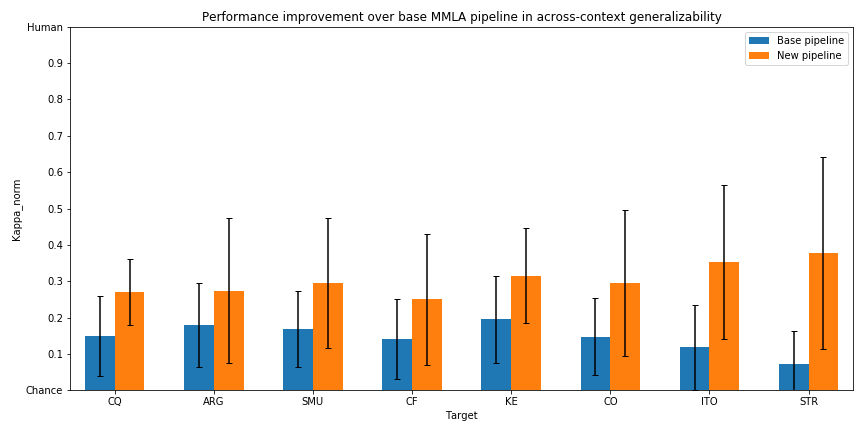 Performance improvement over base MMLA pipeline in across-context generalizability
Human
0.9
0.8
0.7
0.6
0.5
0.4
0.3
0.2
0.1
Chance
Kappa_norm
Base pipeline
New pipeline
CQ ARG SMU CF KE CO ITO STR
Target